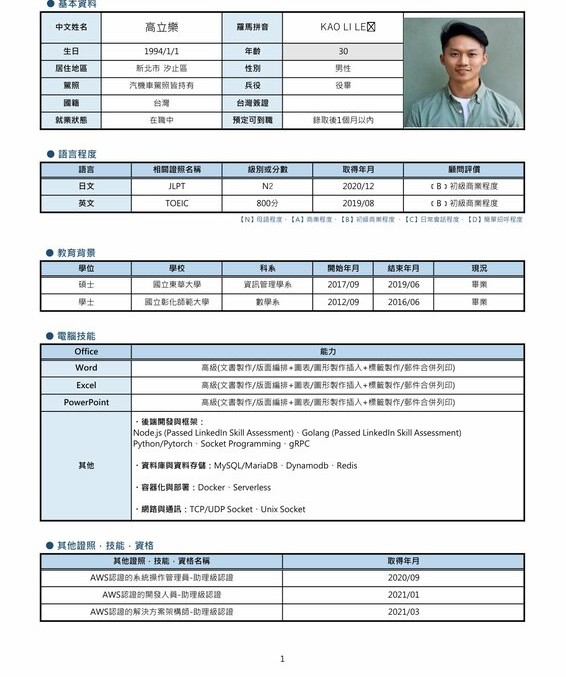 ● 基本資料
中文姓名 高立樂 羅馬拼音 KAO LI LE
生日 1994/1/1 年齡 30
居住地區 新北市 汐止區 性別 男性
駕照 汽機車駕照皆持有 兵役 役畢
國籍 台灣 台灣簽證
就業狀態 在職中 預定可到職 錄取後1個月以內
● 語言程度
語言 相關證照名稱 級別或分數 取得年月 顧問評價
日文 JLPT N2 2020/12 【B】初級商業程度
英文 TOEIC 800分 2019/08 【B】初級商業程度
【N】母語程度、【A】商業程度、【B】初級商業程度、【C】日常會話程度、【D】簡單招呼程度
● 教育背景
學位 學校 科系 開始年月 結束年月 現況
碩士 國立東華大學 資訊管理學系 2017/09 2019/06 畢業
學士 國立彰化師範大學 數學系 2012/09 2016/06 畢業
● 電腦技能
Office 能力
Word 高級(文書製作/版面編排+圖表/圖形製作插入+標籤製作/郵件合併列印)
Excel 高級(文書製作/版面編排+圖表/圖形製作插入+標籤製作/郵件合併列印)
PowerPoint 高級(文書製作/版面編排+圖表/圖形製作插入+標籤製作/郵件合併列印)
其他
・後端開發與框架：
Node.js (Passed LinkedIn Skill Assessment)、Golang (Passed LinkedIn Skill Assessment)
Python/Pytorch、Socket Programming、gRPC
・資料庫與資料存儲：MySQL/MariaDB、Dynamodb、Redis
・容器化與部署：Docker、Serverless
・網路與通訊：TCP/UDP Socket、Unix Socket
● 其他證照．技能．資格
其他證照．技能．資格名稱 取得年月
AWS認證的系統操作管理員-助理級認證 2020/09
AWS認證的開發人員-助理級認證 2021/01
AWS認證的解決方案架構師-助理級認證 2021/03
1